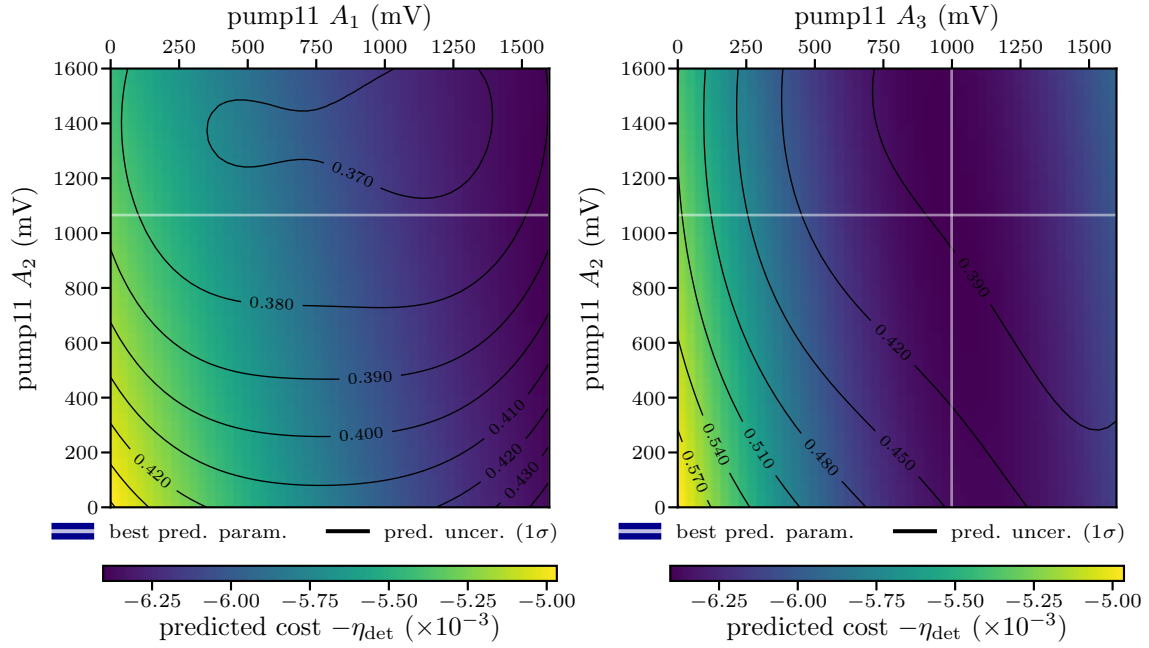 pump11 A₁ (mV)
0 250 500 750 1000 1250 1500
pump11 A₂ (mV)
1600
1400
1200
1000
800
600
400
200
0
0.370
0.380
0.390
0.400
0.410
0.420
0.420
0.430
best pred. param. pred. uncer. (1σ)
−6.25 −6.00 −5.75 −5.50 −5.25 −5.00
predicted cost −η_det (×10⁻³)
pump11 A₃ (mV)
0 250 500 750 1000 1250 1500
pump11 A₂ (mV)
1600
1400
1200
1000
800
600
400
200
0
0.390
0.420
0.450
0.480
0.510
0.540
0.570
best pred. param. pred. uncer. (1σ)
−6.25 −6.00 −5.75 −5.50 −5.25 −5.00
predicted cost −η_det (×10⁻³)